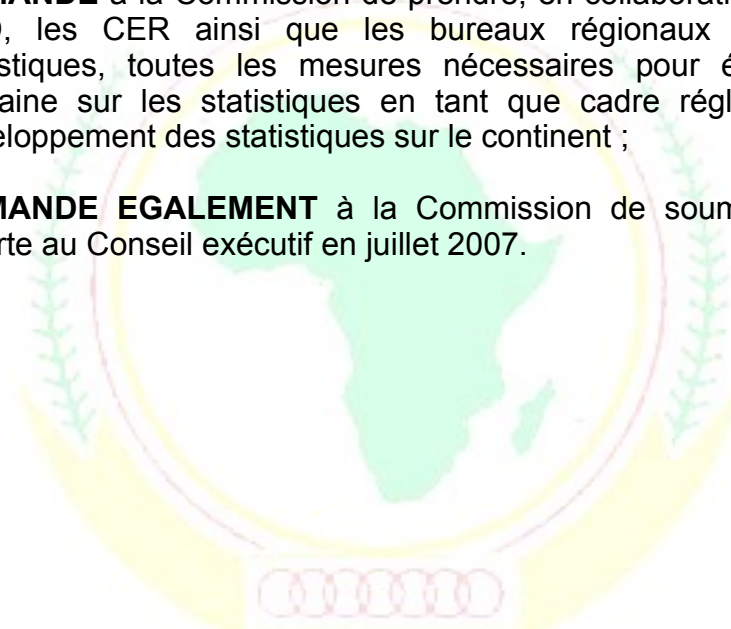 MANDE à la Commission de prendre, en collaborati
, les CER ainsi que les bureaux régionaux
stiques, toutes les mesures nécessaires pour é
aine sur les statistiques en tant que cadre régl
eloppement des statistiques sur le continent ;
MANDE EGALEMENT à la Commission de soum
rte au Conseil exécutif en juillet 2007.